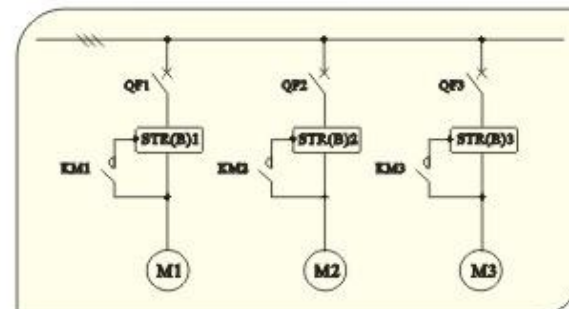 QF1 QF2 QF3
STR(B)1 STR(B)2 STR(B)3
KM1 KM2 KM3
M1 M2 M3